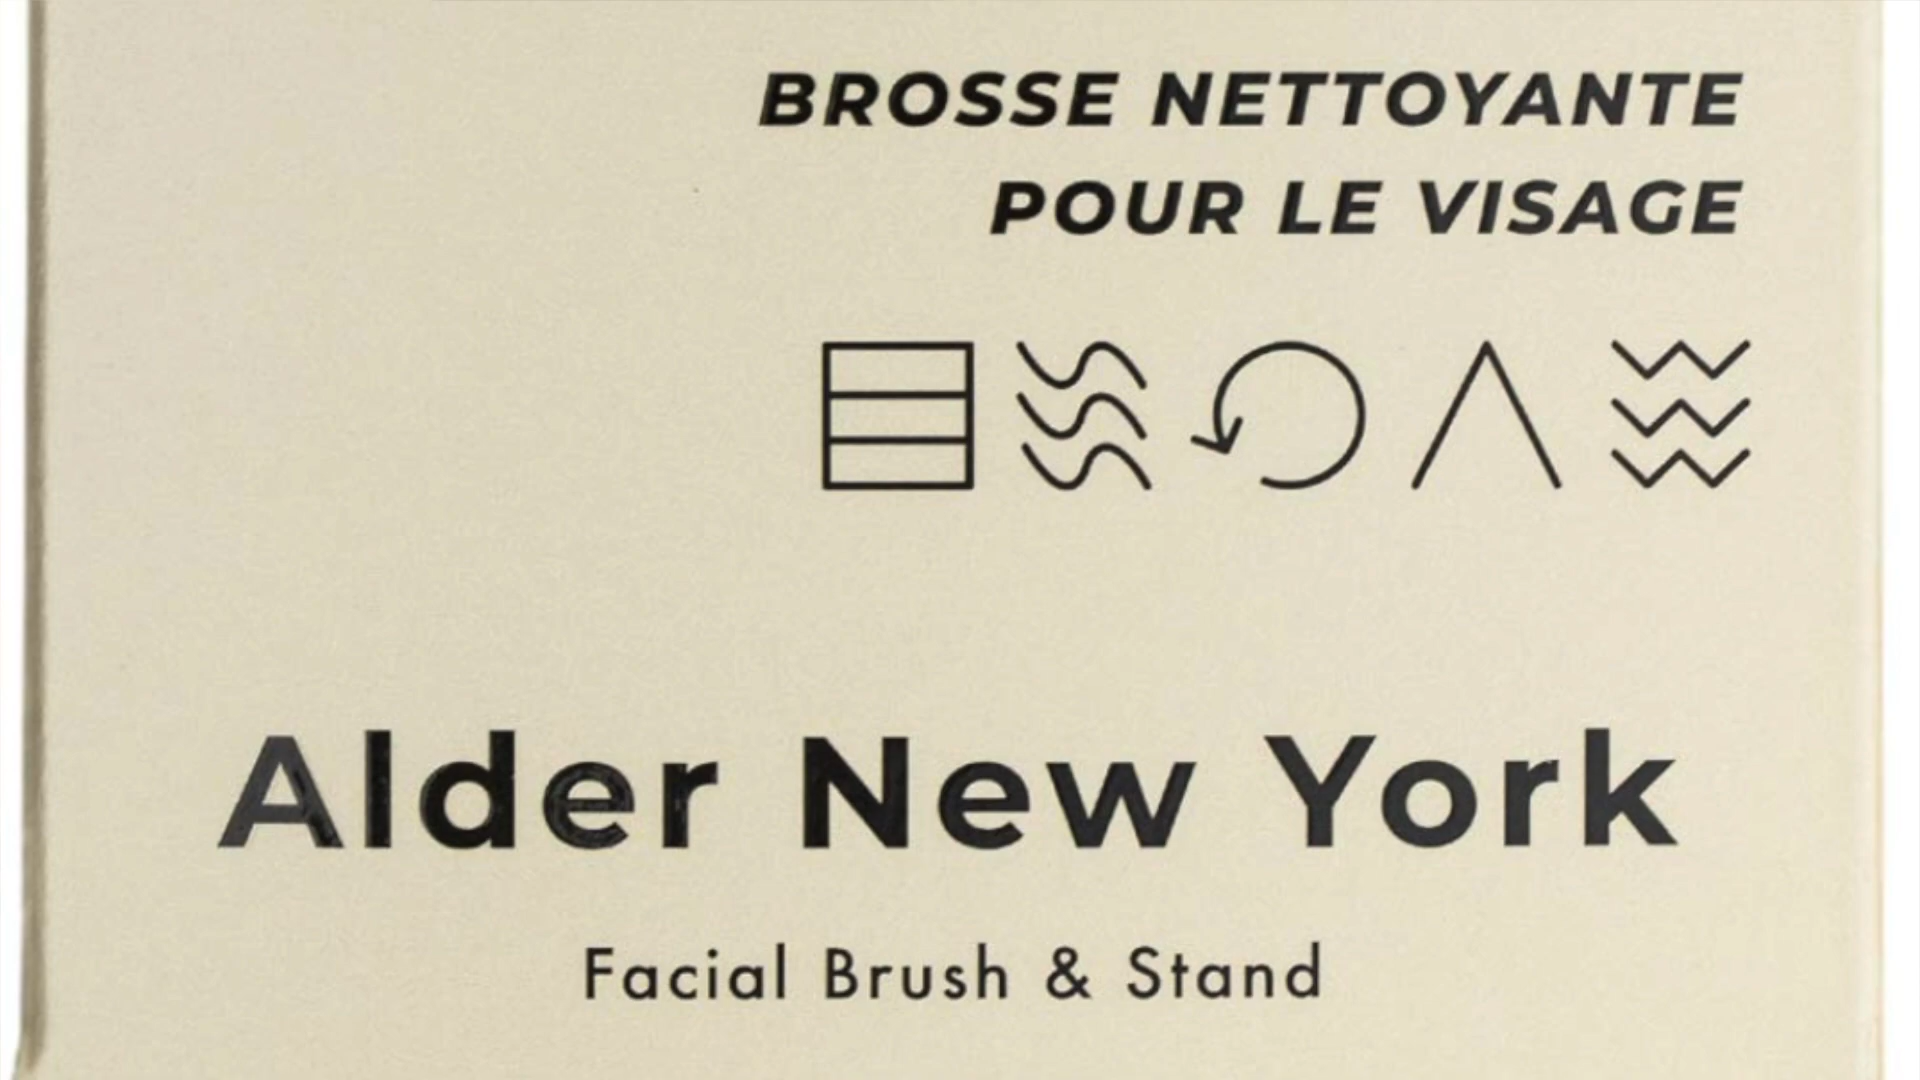 BROSSE NETTOYANTE
POUR LE VISAGE
Alder New York
Facial Brush & Stand